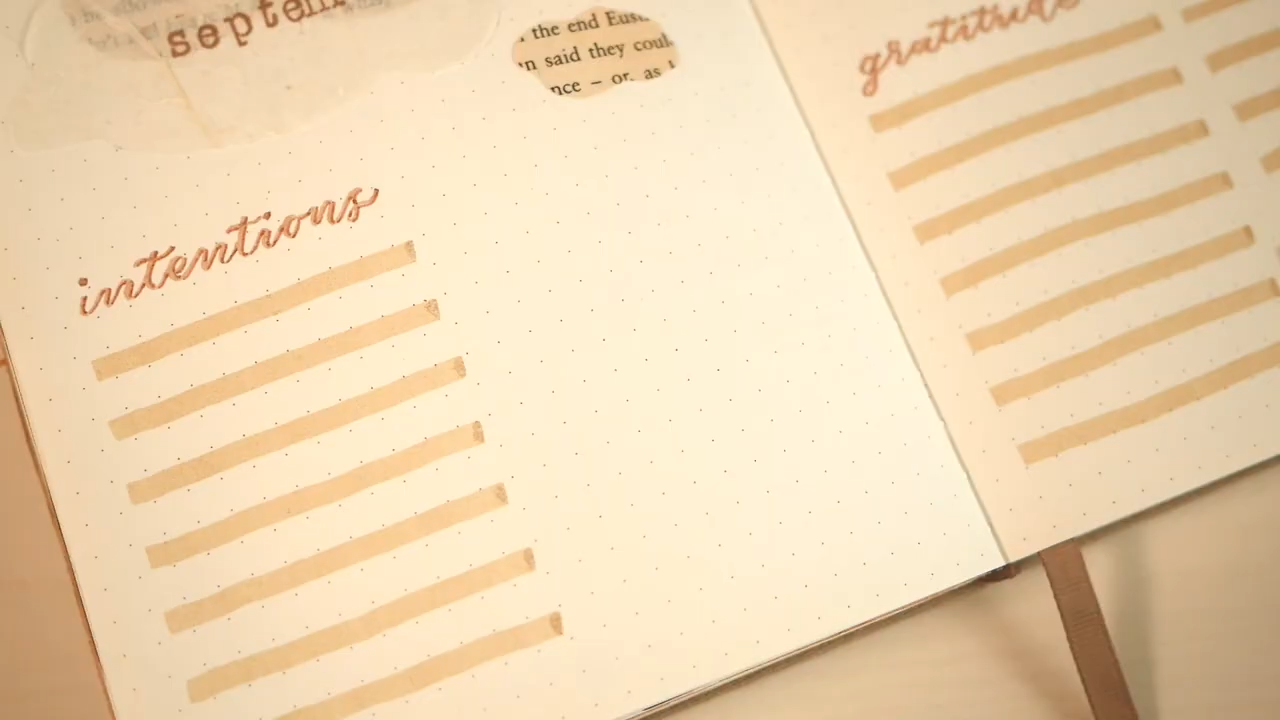 septem
the end Eus
said they coul
nce – or, as
intentions
gratitude